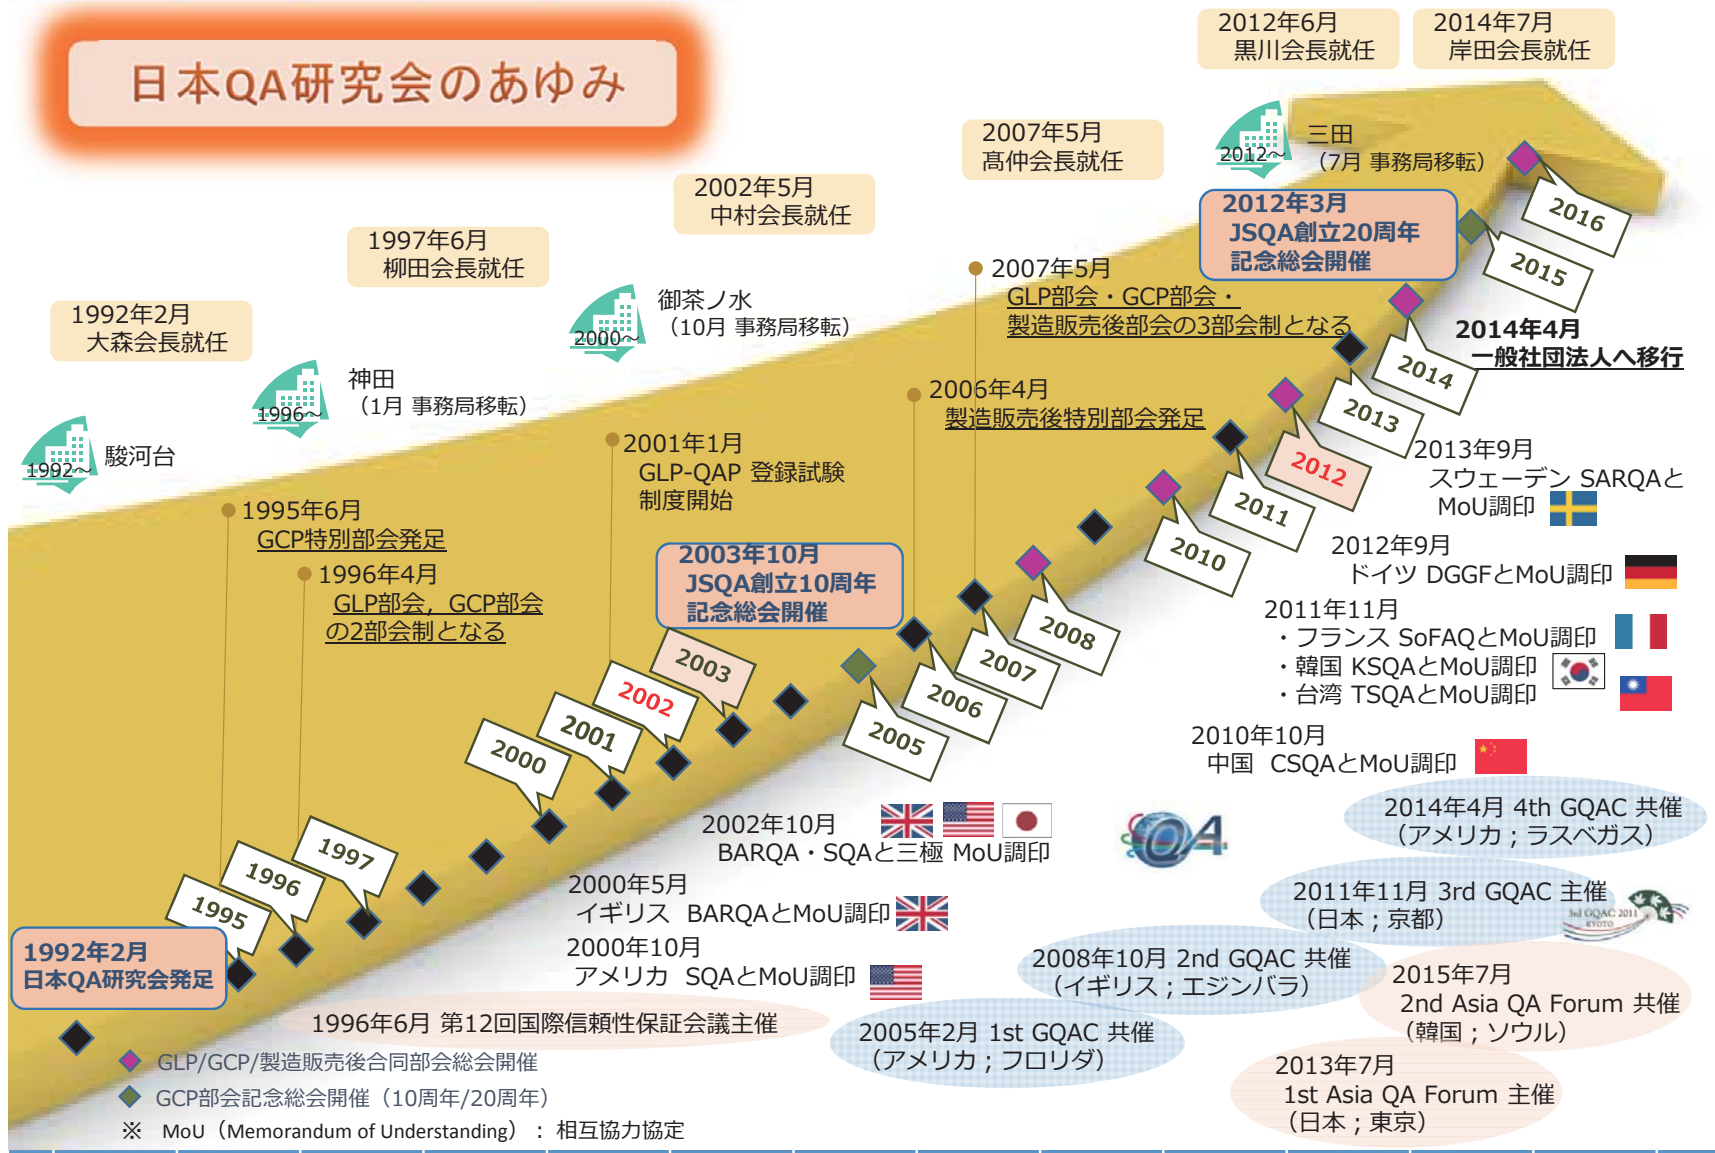 日本QA研究会のあゆみ
2012年6月
黒川会長就任
2014年7月
岸田会長就任
2007年5月
髙仲会長就任
2002年5月
中村会長就任
1997年6月
柳田会長就任
1992年2月
大森会長就任
2012～
三田
（7月 事務局移転）
2000～
御茶ノ水
（10月 事務局移転）
1996～
神田
（1月 事務局移転）
1992～
駿河台
2012年3月
JSQA創立20周年
記念総会開催
2007年5月
GLP部会・GCP部会・
製造販売後部会の3部会制となる
2006年4月
製造販売後特別部会発足
2001年1月
GLP-QAP 登録試験
制度開始
1995年6月
GCP特別部会発足
1996年4月
GLP部会，GCP部会
の2部会制となる
2003年10月
JSQA創立10周年
記念総会開催
1992年2月
日本QA研究会発足
2014年4月
一般社団法人へ移行
1995
1996
1997
2000
2001
2002
2003
2005
2006
2007
2008
2010
2011
2012
2013
2014
2015
2016
2013年9月
スウェーデン SARQAと
MoU調印
2012年9月
ドイツ DGGFとMoU調印
2011年11月
・フランス SoFAQとMoU調印
・韓国 KSQAとMoU調印
・台湾 TSQAとMoU調印
2010年10月
中国 CSQAとMoU調印
2002年10月
BARQA・SQAと三極 MoU調印
2000年5月
イギリス BARQAとMoU調印
2000年10月
アメリカ SQAとMoU調印
QA
2014年4月 4th GQAC 共催
（アメリカ；ラスベガス）
2011年11月 3rd GQAC 主催
（日本；京都）
3rd GQAC 2011
KYOTO
2008年10月 2nd GQAC 共催
（イギリス；エジンバラ）
2005年2月 1st GQAC 共催
（アメリカ；フロリダ）
1996年6月 第12回国際信頼性保証会議主催
2015年7月
2nd Asia QA Forum 共催
（韓国；ソウル）
2013年7月
1st Asia QA Forum 主催
（日本；東京）
GLP/GCP/製造販売後合同部会総会開催
GCP部会記念総会開催（10周年/20周年）
※ MoU（Memorandum of Understanding）：相互協力協定